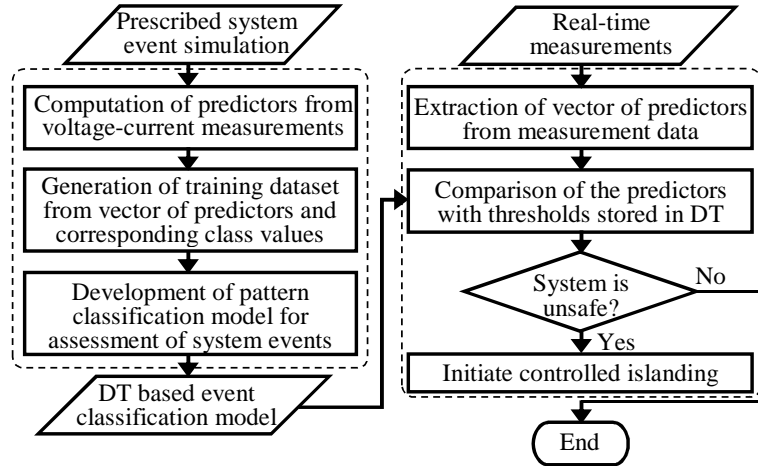 Prescribed system
event simulation
Computation of predictors from
voltage-current measurements
Generation of training dataset
from vector of predictors and
corresponding class values
Development of pattern
classification model for
assessment of system events
DT based event
classification model
Real-time
measurements
Extraction of vector of predictors
from measurement data
Comparison of the predictors
with thresholds stored in DT
System is
unsafe?
No
Yes
Initiate controlled islanding
End